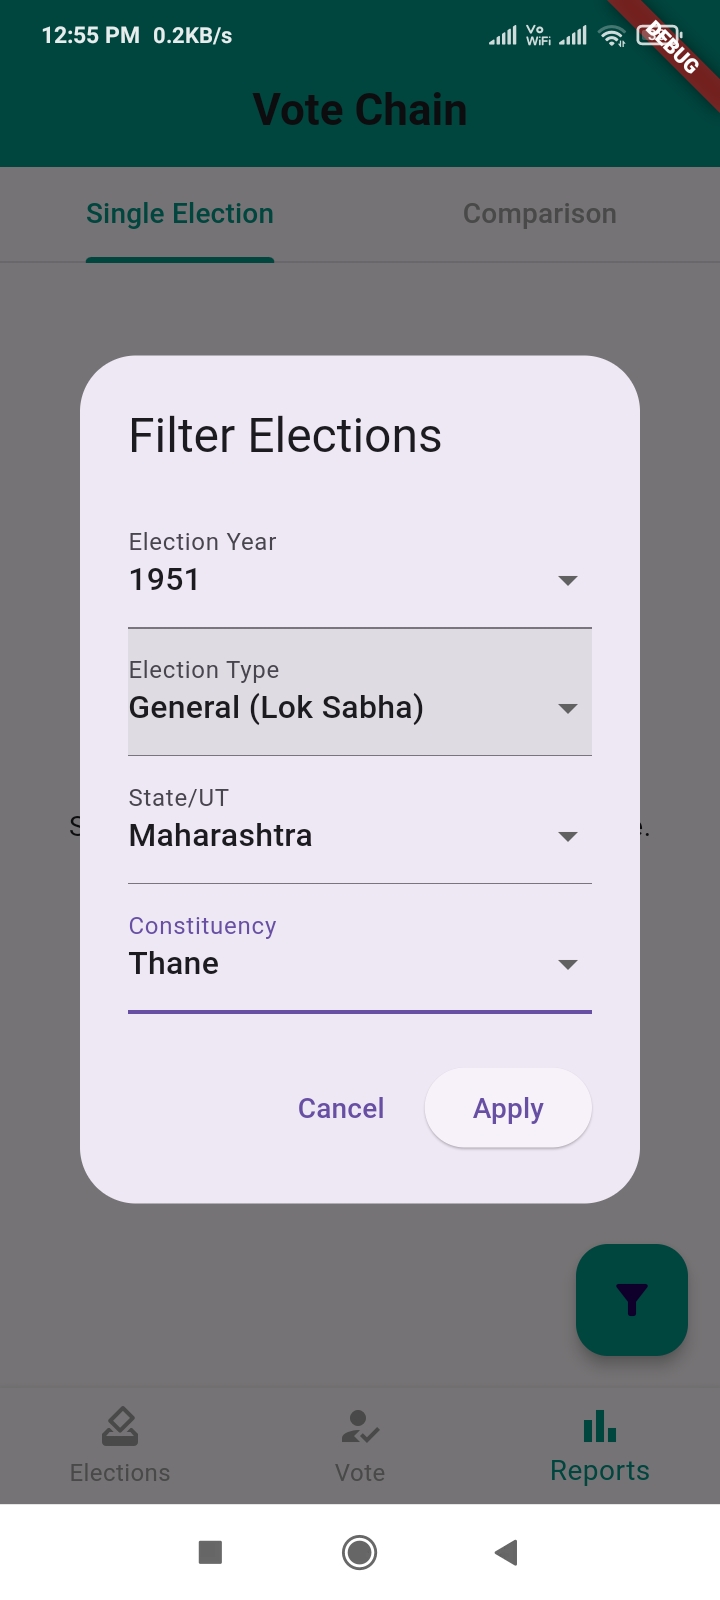 12:55 PM 0.2KB/s
Vo
WiFi
DEBUG
Vote Chain
Single Election
Comparison
Filter Elections
Election Year
1951
Election Type
General (Lok Sabha)
State/UT
Maharashtra
Constituency
Thane
Cancel
Apply
Elections
Vote
Reports